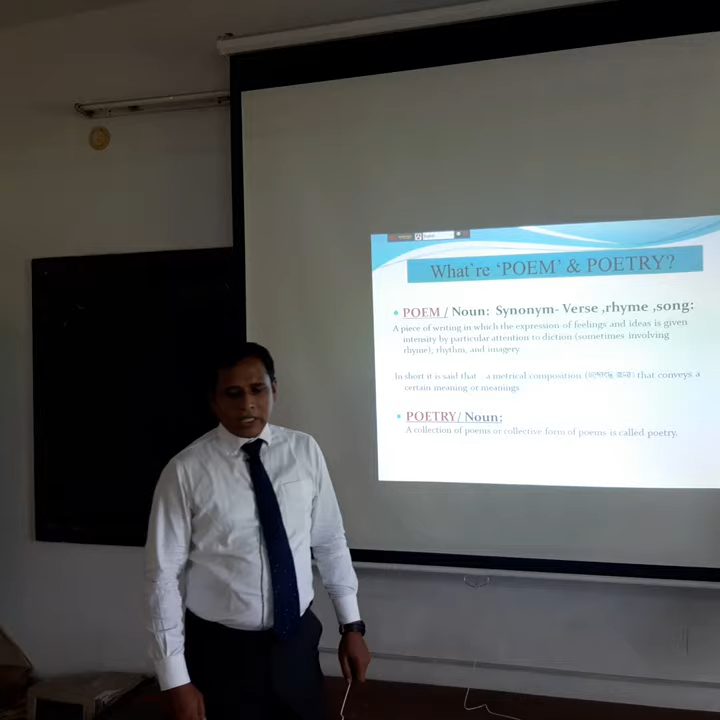 What`re ‘POEM’ & POETRY?
POEM / Noun: Synonym- Verse ,rhyme ,song:
A piece of writing in which the expression of feelings and ideas is given
intensity by particular attention to diction (sometimes involving
rhyme), rhythm, and imagery
In short it is said that a metrical composition (ছন্দোবদ্ধ রচনা) that conveys a
certain meaning or meanings
POETRY/ Noun:
A collection of poems or collective form of poems is called poetry.